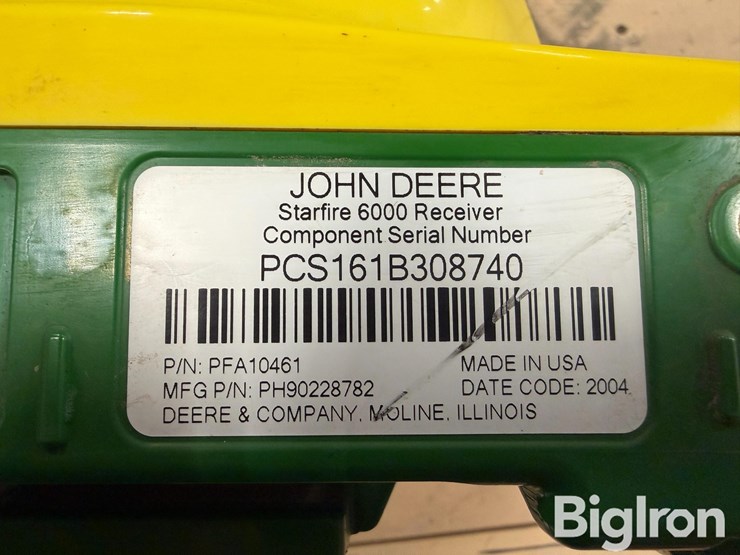 JOHN DEERE
Starfire 6000 Receiver
Component Serial Number
PCS161B308740
P/N: PFA10461 MADE IN USA
MFG P/N: PH90228782 DATE CODE: 2004
DEERE & COMPANY, MOLINE, ILLINOIS
BigIron